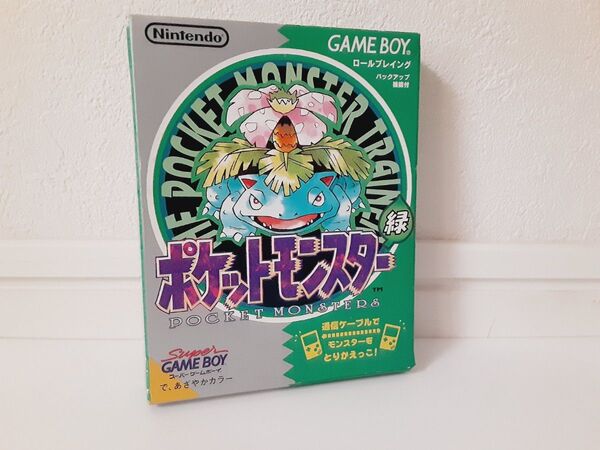 Nintendo
GAME BOY®
ロールプレイング
バックアップ
機能付
THE POCKET MONSTER TRAINER
緑
ポケットモンスター
TM
POCKET MONSTERS
通信ケーブルで
モンスターを
とりかえっこ!
Super
GAME BOY
スーパーゲームボーイ
で、あざやかカラー